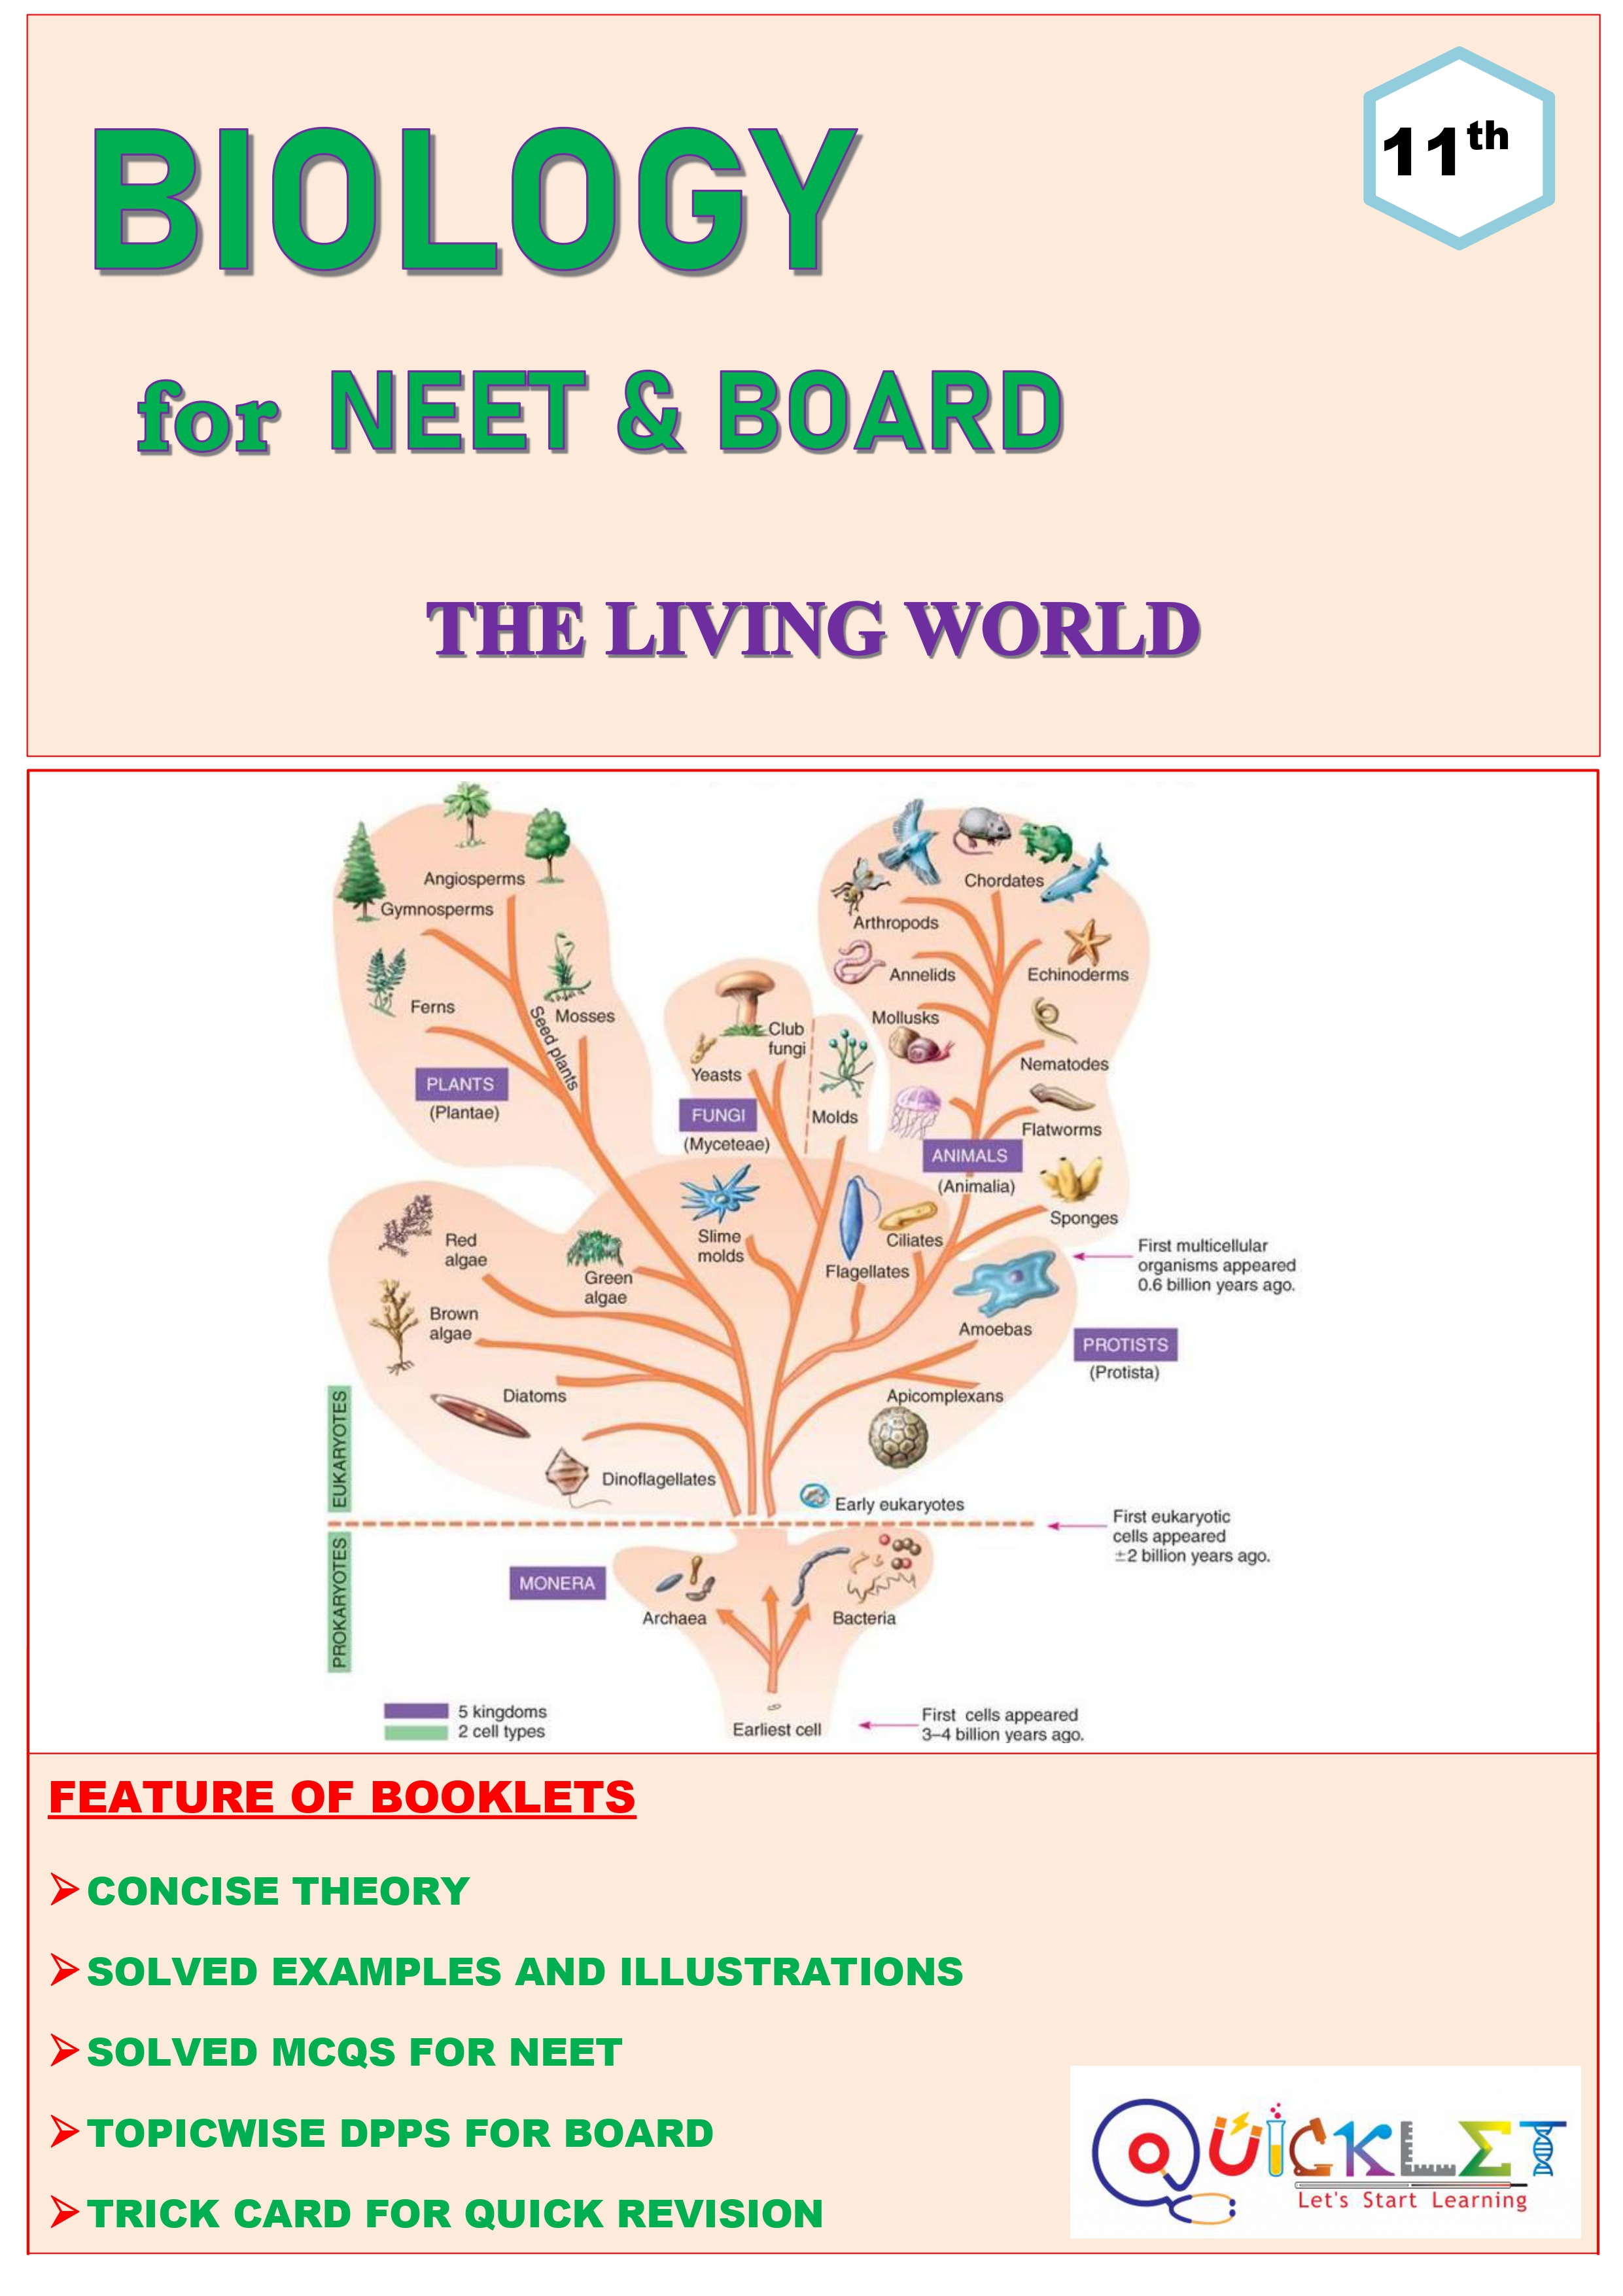 BIOLOGY
11th
for NEET & BOARD
THE LIVING WORLD
Angiosperms
Gymnosperms
Ferns
Mosses
Seed plants
PLANTS
(Plantae)
Club
fungi
Yeasts
FUNGI
(Myceteae)
Molds
Chordates
Arthropods
Annelids
Echinoderms
Mollusks
Nematodes
Flatworms
ANIMALS
(Animalia)
Sponges
Red
algae
Green
algae
Brown
algae
Slime
molds
Ciliates
Flagellates
First multicellular
organisms appeared
0.6 billion years ago.
Amoebas
PROTISTS
(Protista)
Diatoms
Apicomplexans
Dinoflagellates
Early eukaryotes
EUKARYOTES
First eukaryotic
cells appeared
±2 billion years ago.
PROKARYOTES
MONERA
Archaea
Bacteria
5 kingdoms
2 cell types
Earliest cell
First cells appeared
3–4 billion years ago.
FEATURE OF BOOKLETS
CONCISE THEORY
SOLVED EXAMPLES AND ILLUSTRATIONS
SOLVED MCQS FOR NEET
TOPICWISE DPPS FOR BOARD
TRICK CARD FOR QUICK REVISION
QUICKLET
Let's Start Learning